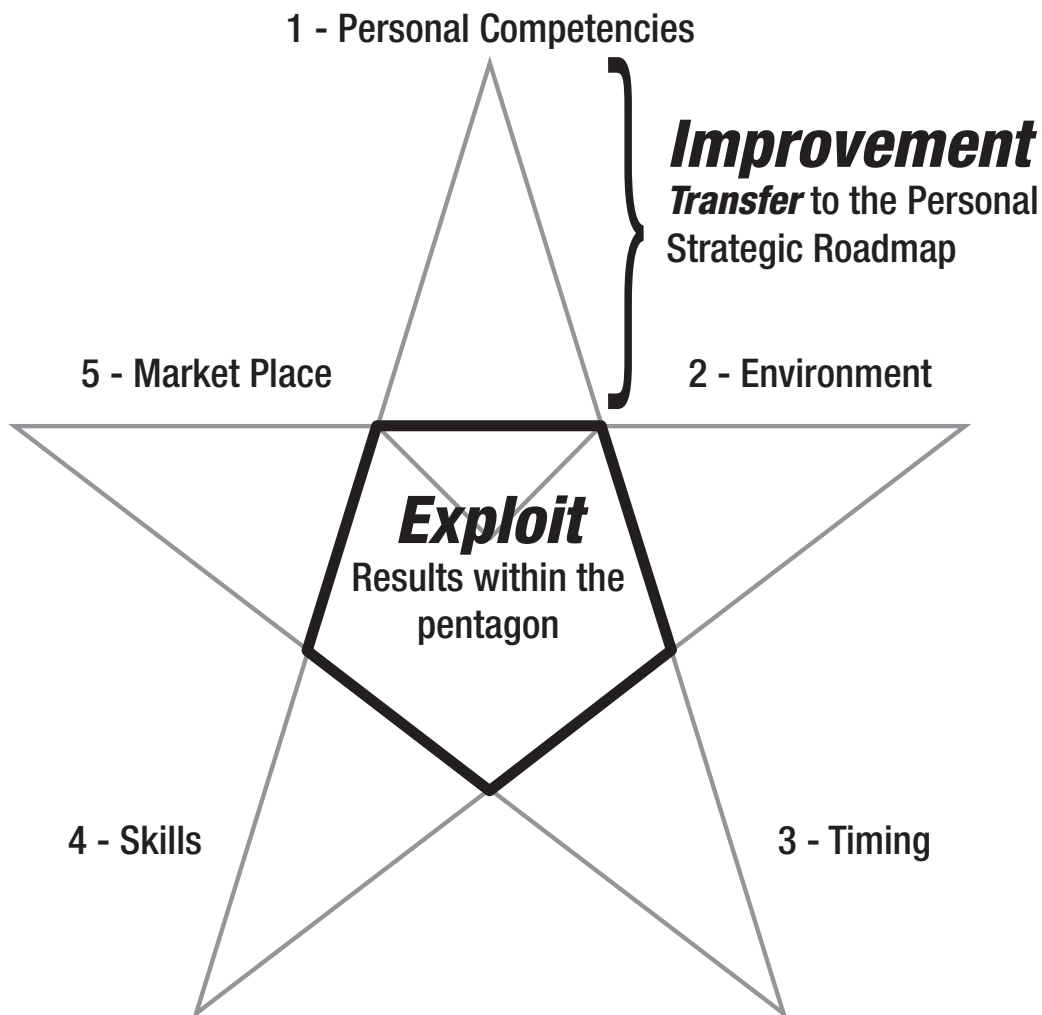 1 - Personal Competencies
Improvement
Transfer to the Personal
Strategic Roadmap
5 - Market Place
2 - Environment
Exploit
Results within the
pentagon
4 - Skills
3 - Timing